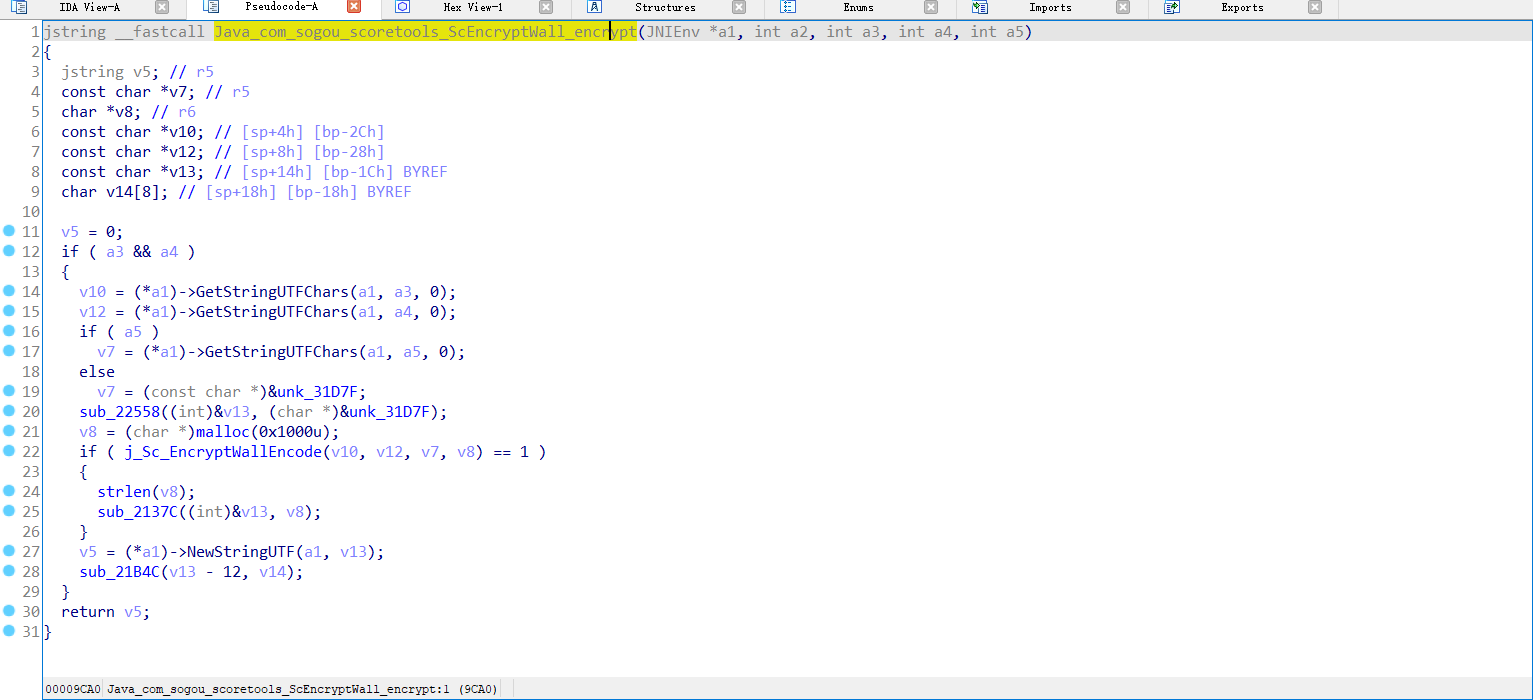 IDA View-A Pseudocode-A Hex View-1 Structures Enums Imports Exports
1 jstring __fastcall Java_com_sogou_scoretools_ScEncryptWall_encrypt(JNIEnv *a1, int a2, int a3, int a4, int a5)
2 {
3 jstring v5; // r5
4 const char *v7; // r5
5 char *v8; // r6
6 const char *v10; // [sp+4h] [bp-2Ch]
7 const char *v12; // [sp+8h] [bp-28h]
8 const char *v13; // [sp+14h] [bp-1Ch] BYREF
9 char v14[8]; // [sp+18h] [bp-18h] BYREF
10
11 v5 = 0;
12 if ( a3 && a4 )
13 {
14 v10 = (*a1)->GetStringUTFChars(a1, a3, 0);
15 v12 = (*a1)->GetStringUTFChars(a1, a4, 0);
16 if ( a5 )
17 v7 = (*a1)->GetStringUTFChars(a1, a5, 0);
18 else
19 v7 = (const char *)&unk_31D7F;
20 sub_22558((int)&v13, (char *)&unk_31D7F);
21 v8 = (char *)malloc(0x1000u);
22 if ( j_Sc_EncryptWallEncode(v10, v12, v7, v8) == 1 )
23 {
24 strlen(v8);
25 sub_2137C((int)&v13, v8);
26 }
27 v5 = (*a1)->NewStringUTF(a1, v13);
28 sub_21B4C(v13 - 12, v14);
29 }
30 return v5;
31 }
00009CA0 Java_com_sogou_scoretools_ScEncryptWall_encrypt:1 (9CA0)